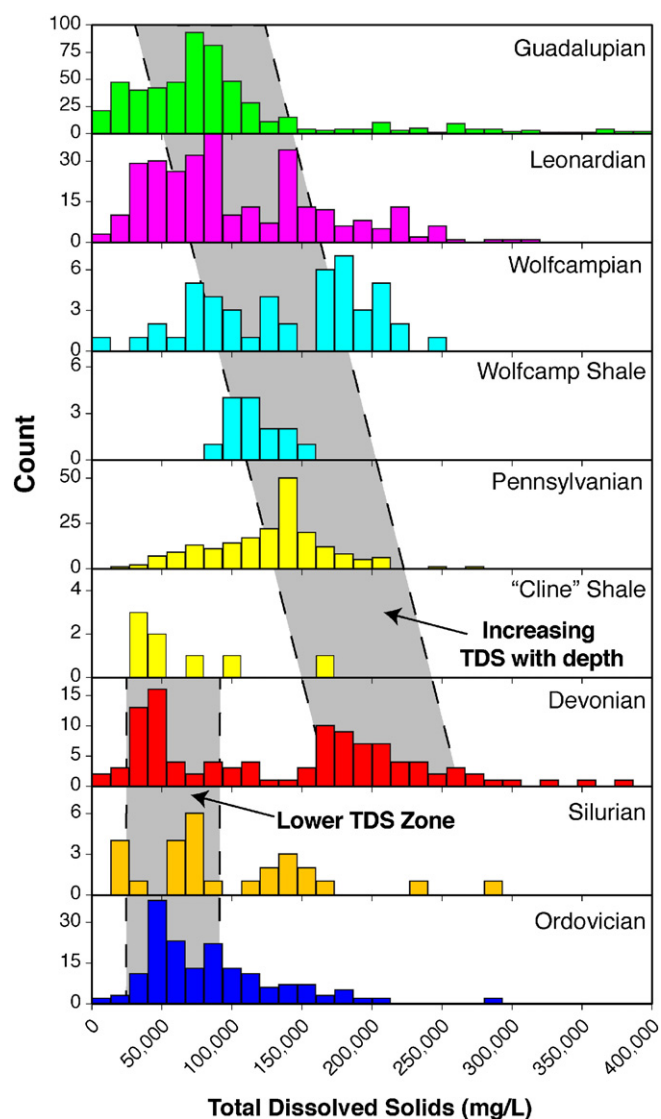 100
75
50
25
0
Guadalupian
30
15
0
Leonardian
6
3
0
Wolfcampian
6
3
0
Wolfcamp Shale
50
25
0
Pennsylvanian
4
2
0
“Cline” Shale
Increasing
TDS with depth
15
10
5
0
Devonian
6
3
0
Lower TDS Zone
Silurian
30
15
0
Ordovician
Count
0
50,000
100,000
150,000
200,000
250,000
300,000
350,000
400,000
Total Dissolved Solids (mg/L)